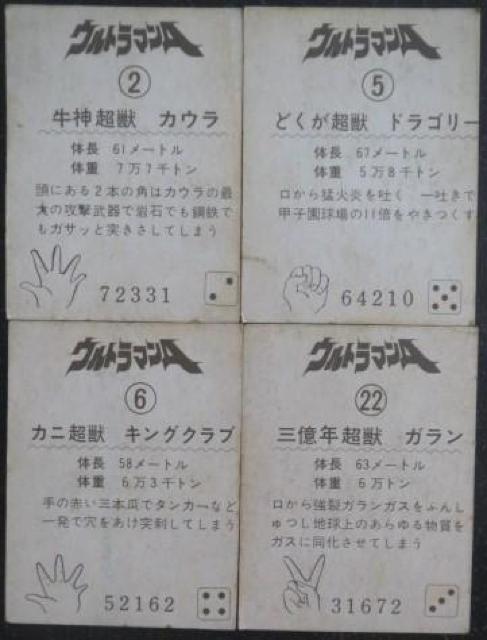 ウルトラマンA
②
牛神超獣 カウラ
体長 61メートル
体重 7万7千トン
頭にある2本の角はカウラの最
大の攻撃武器で岩石でも鋼鉄で
もガサッと突きさしてしまう
72331
ウルトラマンA
⑤
どくが超獣 ドラゴリー
体長 67メートル
体重 5万8千トン
口から猛火炎を吐く 一吐きで
甲子園球場の11倍をやきつくす
64210
ウルトラマンA
⑥
カニ超獣 キングクラブ
体長 58メートル
体重 6万3千トン
手の赤い三本爪でタンカーなど
一発で穴をあけ突刺してしまう
52162
ウルトラマンA
㉒
三億年超獣 ガラン
体長 63メートル
体重 6万トン
口から強裂ガランガスをふんし
ゅつし地球上のあらゆる物質を
ガスに同化させてしまう
31672